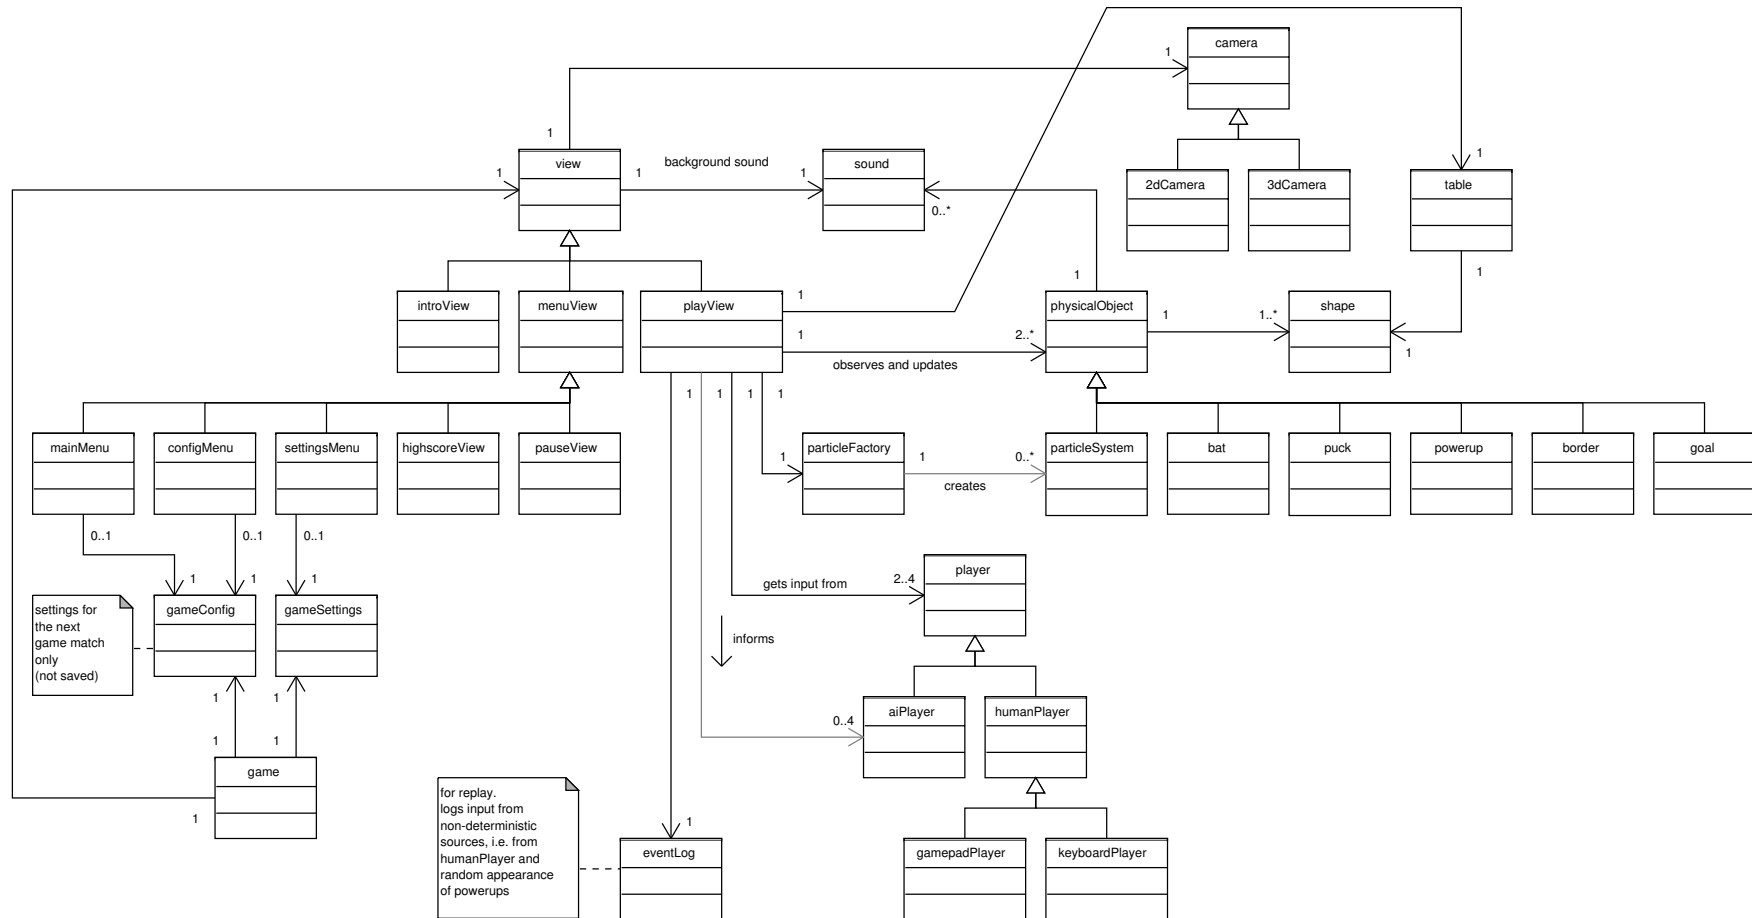 camera
1
1
view
background sound
sound
1
1
1
0..*
2dCamera
3dCamera
1
table
1
1
introView
menuView
playView
1
physicalObject
shape
1
1..*
1
2..*
1
observes and updates
1
1
1
1
mainMenu
configMenu
settingsMenu
highscoreView
pauseView
particleFactory
1
1
0..*
creates
particleSystem
bat
puck
powerup
border
goal
0..1
0..1
0..1
1
1
1
settings for
the next
game match
only
(not saved)
gameConfig
gameSettings
gets input from
2..4
player
informs
1
1
1
1
aiPlayer
humanPlayer
0..4
game
1
for replay.
logs input from
non-deterministic
sources, i.e. from
humanPlayer and
random appearance
of powerups
1
eventLog
gamepadPlayer
keyboardPlayer